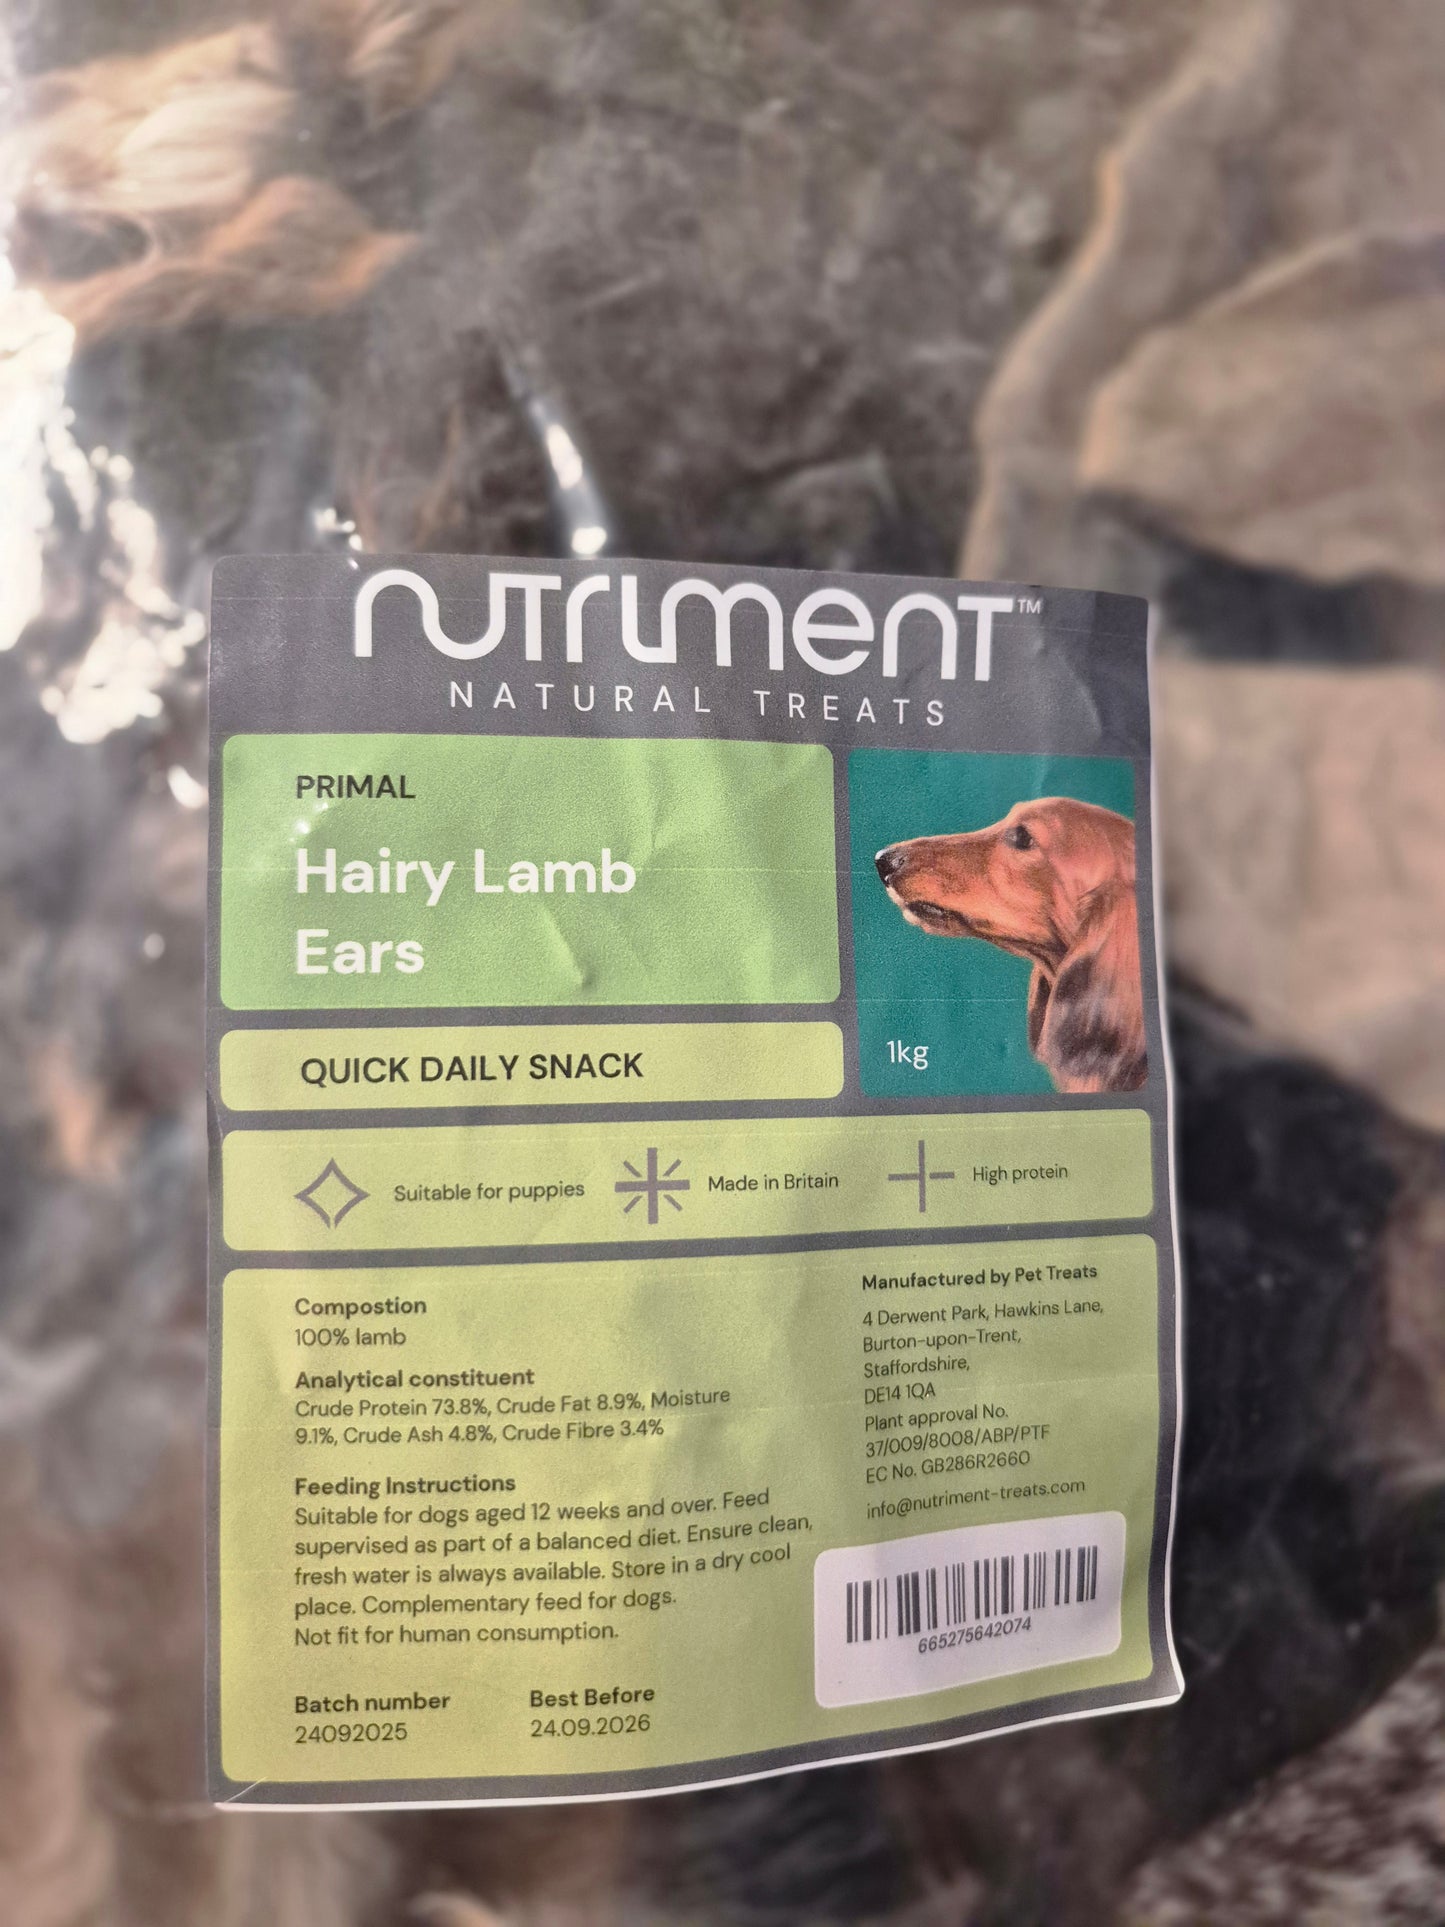 nutriment™
NATURAL TREATS
PRIMAL
Hairy Lamb
Ears
1kg
QUICK DAILY SNACK
Suitable for puppies
Made in Britain
High protein
Compostion
100% lamb
Analytical constituent
Crude Protein 73.8%, Crude Fat 8.9%, Moisture
9.1%, Crude Ash 4.8%, Crude Fibre 3.4%
Feeding Instructions
Suitable for dogs aged 12 weeks and over. Feed
supervised as part of a balanced diet. Ensure clean,
fresh water is always available. Store in a dry cool
place. Complementary feed for dogs.
Not fit for human consumption.
Batch number
24092025
Best Before
24.09.2026
Manufactured by Pet Treats
4 Derwent Park, Hawkins Lane,
Burton-upon-Trent,
Staffordshire,
DE14 1QA
Plant approval No.
37/009/8008/ABP/PTF
EC No. GB286R2660
info@nutriment-treats.com
665275642074